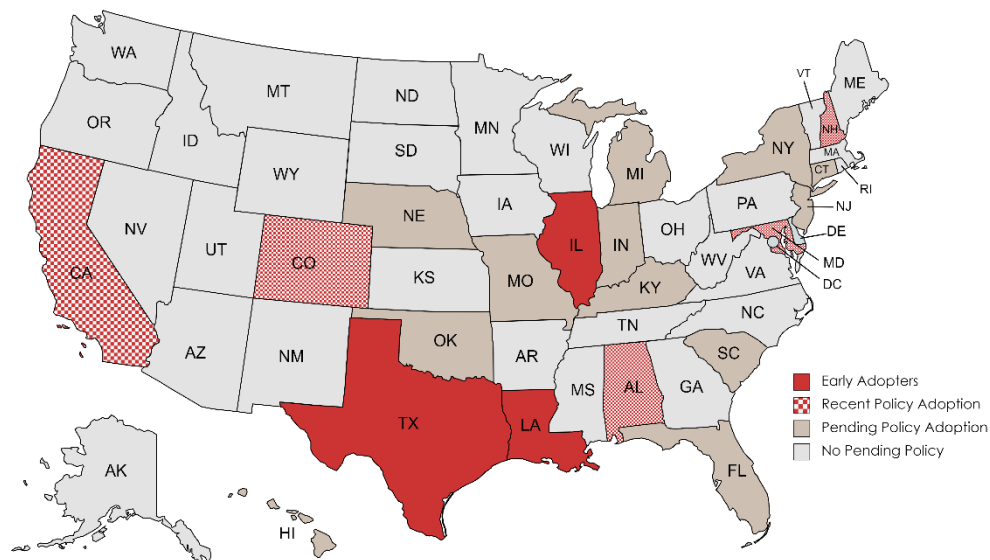 WA
MT
ND
MN
VT
ME
OR
ID
SD
WI
MI
NY
NH
MA
CT
RI
WY
NE
IA
PA
NJ
NV
UT
CO
IL
IN
OH
DE
CA
KS
MO
WV
VA
MD
KY
DC
AZ
NM
OK
AR
TN
NC
SC
TX
LA
MS
AL
GA
FL
AK
HI
Early Adopters
Recent Policy Adoption
Pending Policy Adoption
No Pending Policy